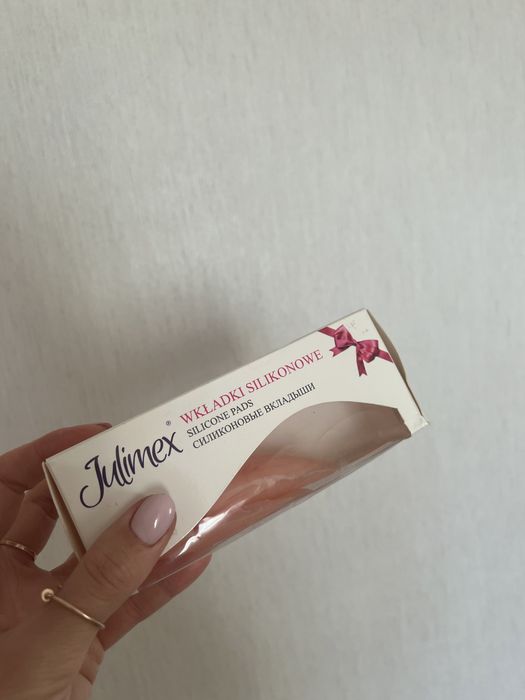 Julimex®
WKŁADKI SILIKONOWE
SILICONE PADS
СИЛИКОНОВЫЕ ВКЛАДЫШИ